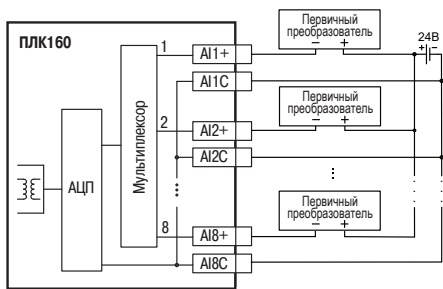 ПЛК160
АЦП
Мультиплексор
1
2
8
AI1+
AI1C
AI2+
AI2C
AI8+
AI8C
Первичный
преобразователь
− +
24В
+ −
Первичный
преобразователь
− +
Первичный
преобразователь
− +